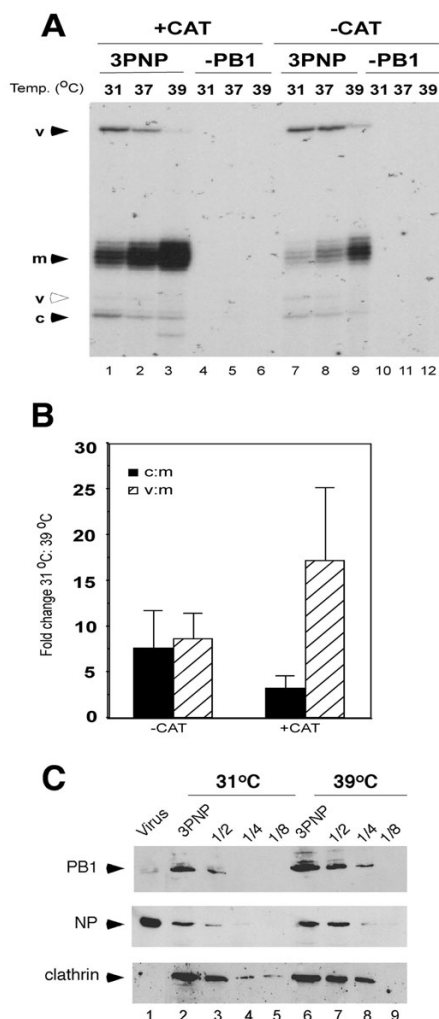 A
+CAT -CAT
3PNP -PB1 3PNP -PB1
Temp. (°C) 31 37 39 31 37 39 31 37 39 31 37 39
v
m
v
c
1 2 3 4 5 6 7 8 9 10 11 12
B
30
25
20
15
10
5
0
Fold change 31 °C: 39 °C
c:m
v:m
-CAT +CAT
C
31°C 39°C
Virus 3PNP 1/2 1/4 1/8 3PNP 1/2 1/4 1/8
PB1
NP
clathrin
1 2 3 4 5 6 7 8 9